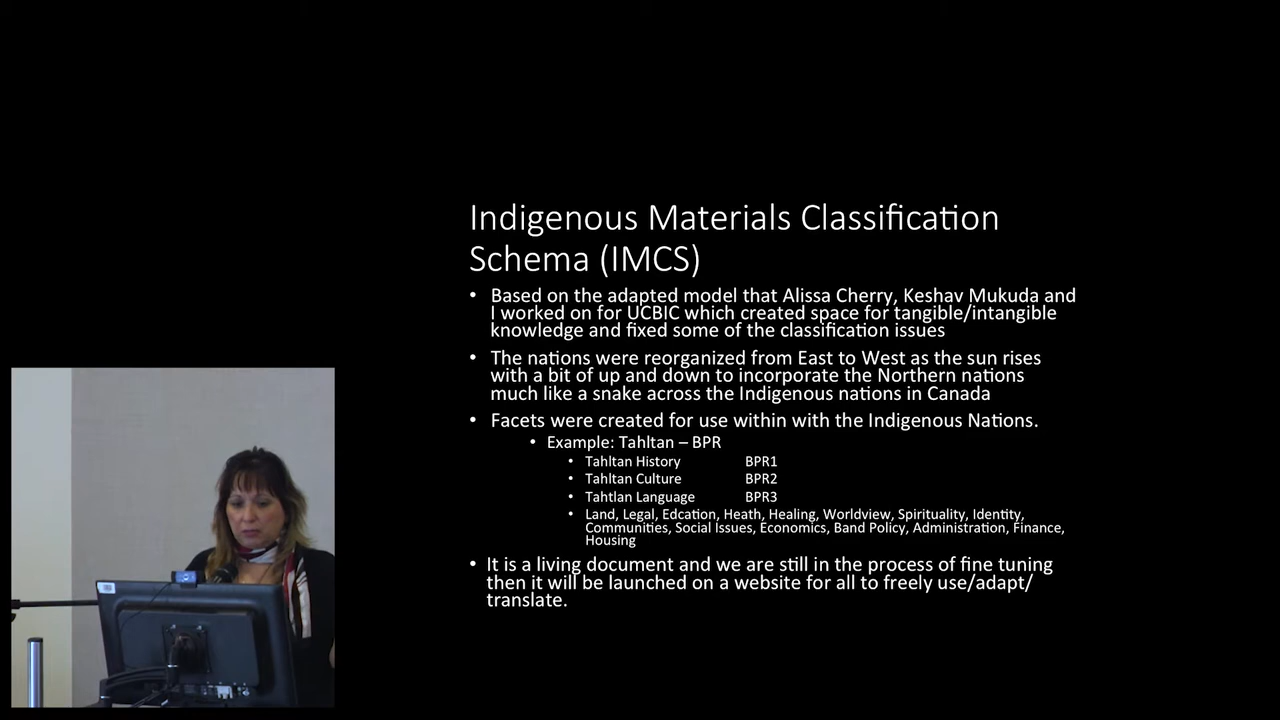 Indigenous Materials Classification
Schema (IMCS)
• Based on the adapted model that Alissa Cherry, Keshav Mukuda and
I worked on for UCBIC which created space for tangible/intangible
knowledge and fixed some of the classification issues
• The nations were reorganized from East to West as the sun rises
with a bit of up and down to incorporate the Northern nations
much like a snake across the Indigenous nations in Canada
• Facets were created for use within with the Indigenous Nations.
• Example: Tahltan – BPR
• Tahltan History BPR1
• Tahltan Culture BPR2
• Tahtlan Language BPR3
• Land, Legal, Edcation, Heath, Healing, Worldview, Spirituality, Identity,
Communities, Social Issues, Economics, Band Policy, Administration, Finance,
Housing
• It is a living document and we are still in the process of fine tuning
then it will be launched on a website for all to freely use/adapt/
translate.